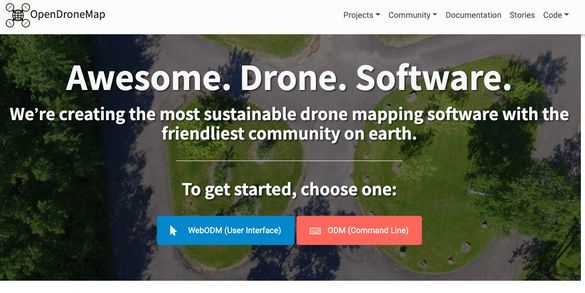 OpenDroneMap
Projects Community Documentation Stories Code
Awesome. Drone. Software.
We're creating the most sustainable drone mapping software with the
friendliest community on earth.
To get started, choose one:
WebODM (User Interface) ODM (Command Line)